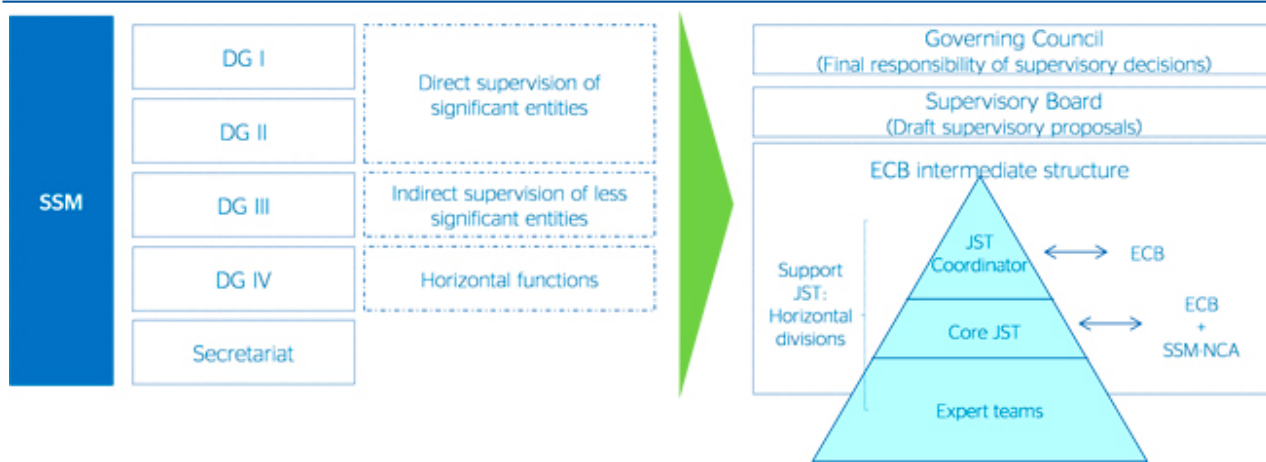 SSM
DG I
DG II
DG III
DG IV
Secretariat
Direct supervision of
significant entities
Indirect supervision of less
significant entities
Horizontal functions
Governing Council
(Final responsibility of supervisory decisions)
Supervisory Board
(Draft supervisory proposals)
ECB intermediate structure
Support
JST:
Horizontal
divisions
JST
Coordinator
ECB
Core JST
ECB
+
SSM-NCA
Expert teams